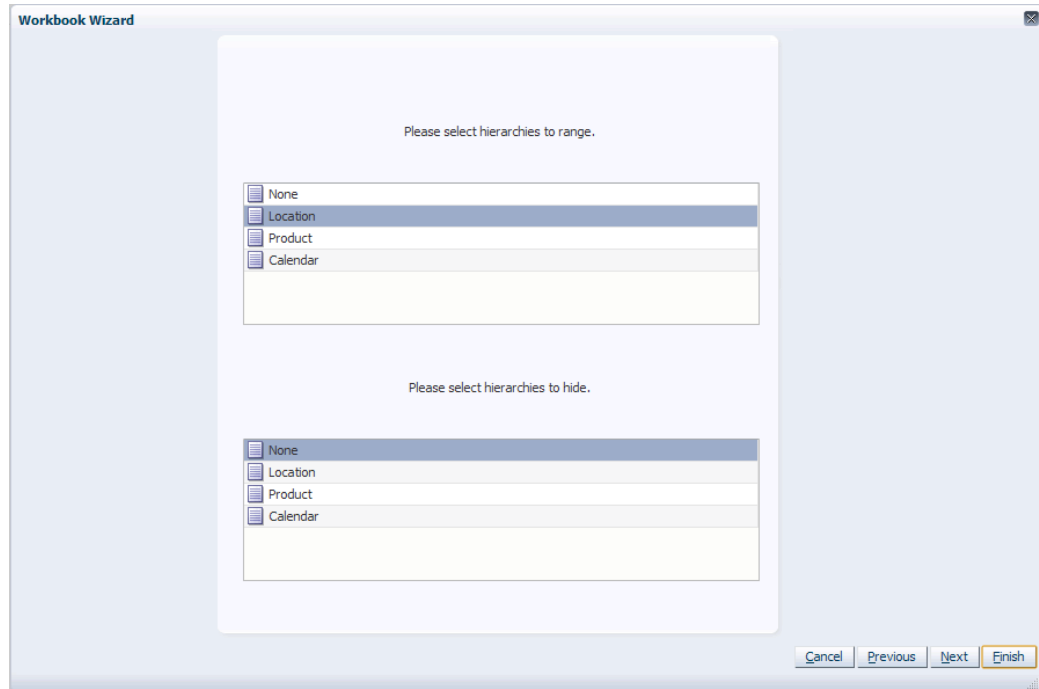 Workbook Wizard
Please select hierarchies to range.
None
Location
Product
Calendar
Please select hierarchies to hide.
None
Location
Product
Calendar
Cancel Previous Next Finish